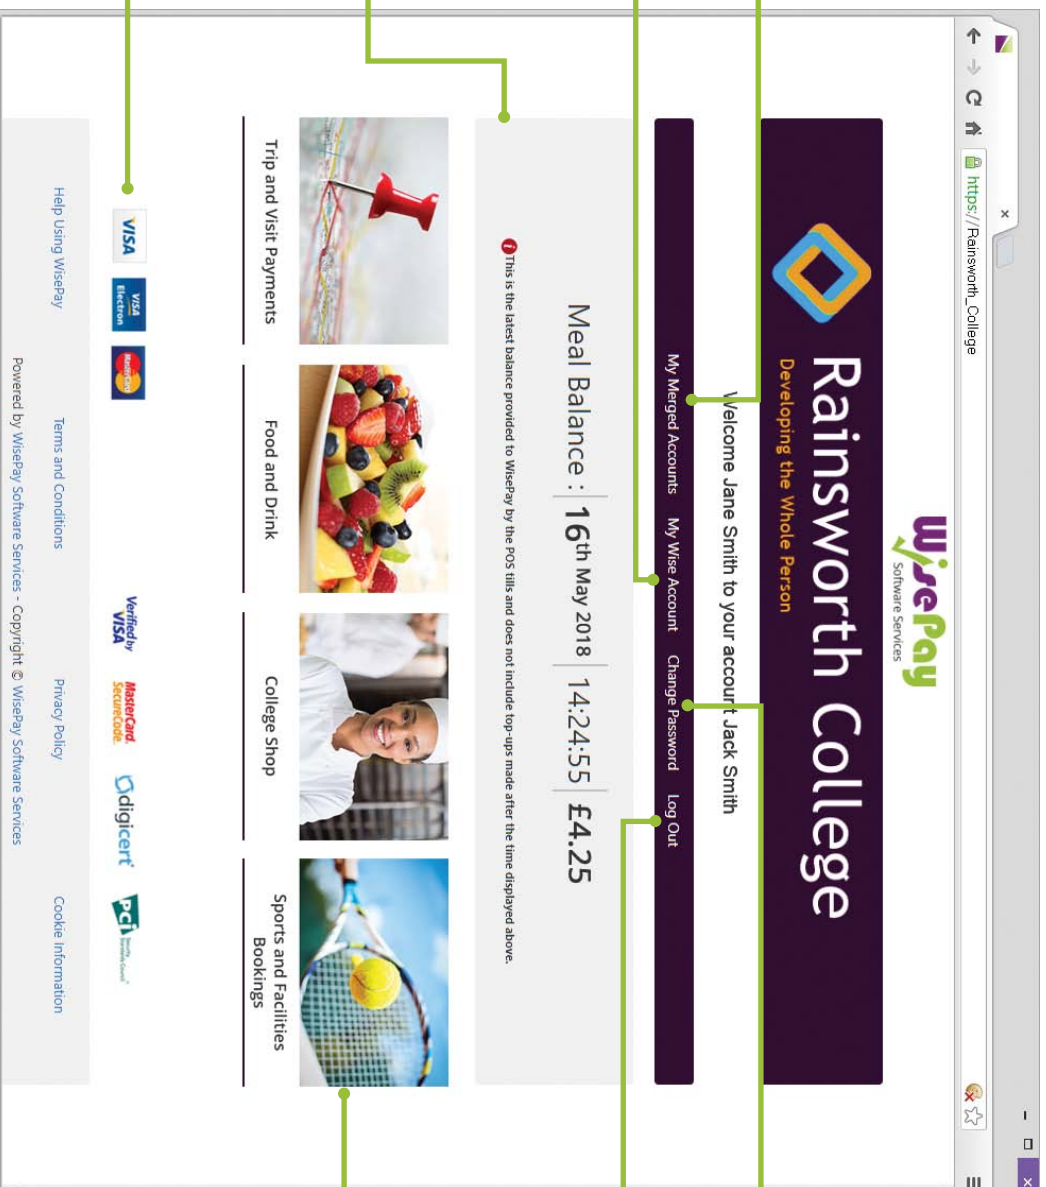 https://Rainsworth_College
WisePay
Software Services
Rainsworth College
Developing the Whole Person
Welcome Jane Smith to your account Jack Smith
My Merged Accounts My Wise Account Change Password Log Out
Meal Balance : 16th May 2018 14:24:55 £4.25
i This is the latest balance provided to WisePay by the POS tills and does not include top-ups made after the time displayed above.
Trip and Visit Payments
Food and Drink
College Shop
Sports and Facilities
Bookings
VISA
VISA
Electron
MasterCard
Verified by
VISA
MasterCard.
SecureCode.
digicert
PCI Security
Standards Council
Help Using WisePay Terms and Conditions Privacy Policy Cookie Information
Powered by WisePay Software Services - Copyright © WisePay Software Services